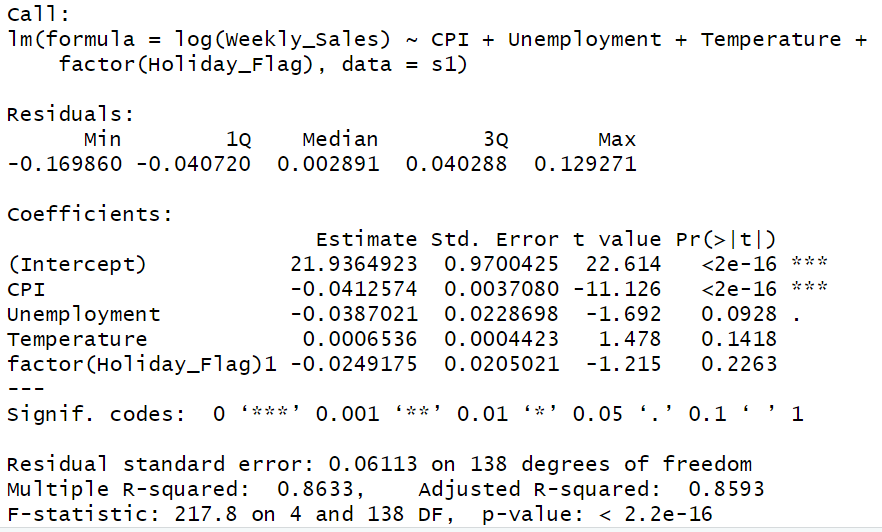 Call:
lm(formula = log(Weekly_Sales) ~ CPI + Unemployment + Temperature +
    factor(Holiday_Flag), data = s1)

Residuals:
      Min        1Q    Median        3Q       Max
-0.169860 -0.040720  0.002891  0.040288  0.129271

Coefficients:
                        Estimate Std. Error t value Pr(>|t|)
(Intercept)           21.9364923  0.9700425  22.614   <2e-16 ***
CPI                   -0.0412574  0.0037080 -11.126   <2e-16 ***
Unemployment          -0.0387021  0.0228698  -1.692   0.0928 .
Temperature            0.0006536  0.0004423   1.478   0.1418
factor(Holiday_Flag)1 -0.0249175  0.0205021  -1.215   0.2263
---
Signif. codes:  0 ‘***’ 0.001 ‘**’ 0.01 ‘*’ 0.05 ‘.’ 0.1 ‘ ’ 1

Residual standard error: 0.06113 on 138 degrees of freedom
Multiple R-squared:  0.8633,    Adjusted R-squared:  0.8593
F-statistic: 217.8 on 4 and 138 DF,  p-value: < 2.2e-16